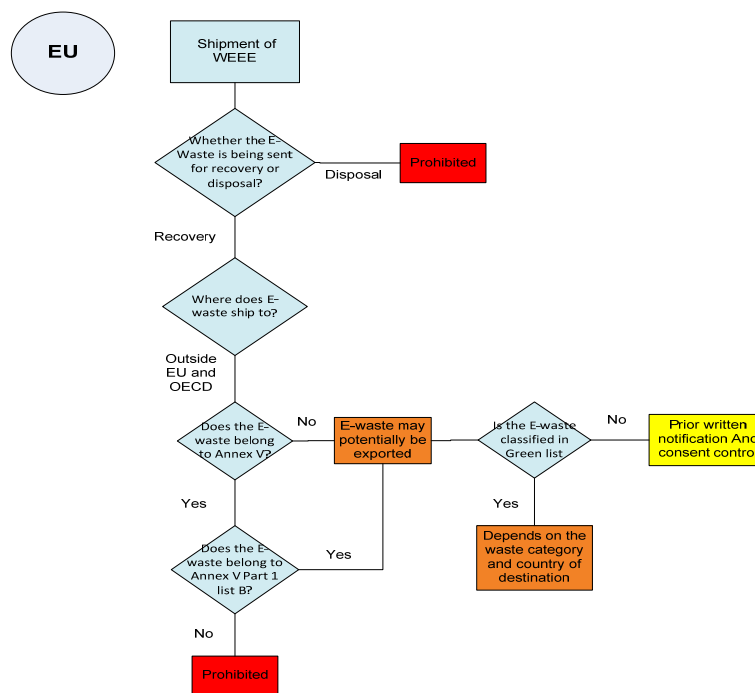 EU
Shipment of
WEEE
Whether the E-
Waste is being sent
for recovery or
disposal?
Disposal
Prohibited
Recovery
Where does E-
waste ship to?
Outside
EU and
OECD
Does the E-
waste belong
to Annex V?
No
E-waste may
potentially be
exported
Is the E-waste
classified in
Green list
No
Prior written
notification And
consent control
Yes
Yes
Does the E-
waste belong to
Annex V Part 1
list B?
Yes
Depends on the
waste category
and country of
destination
No
Prohibited